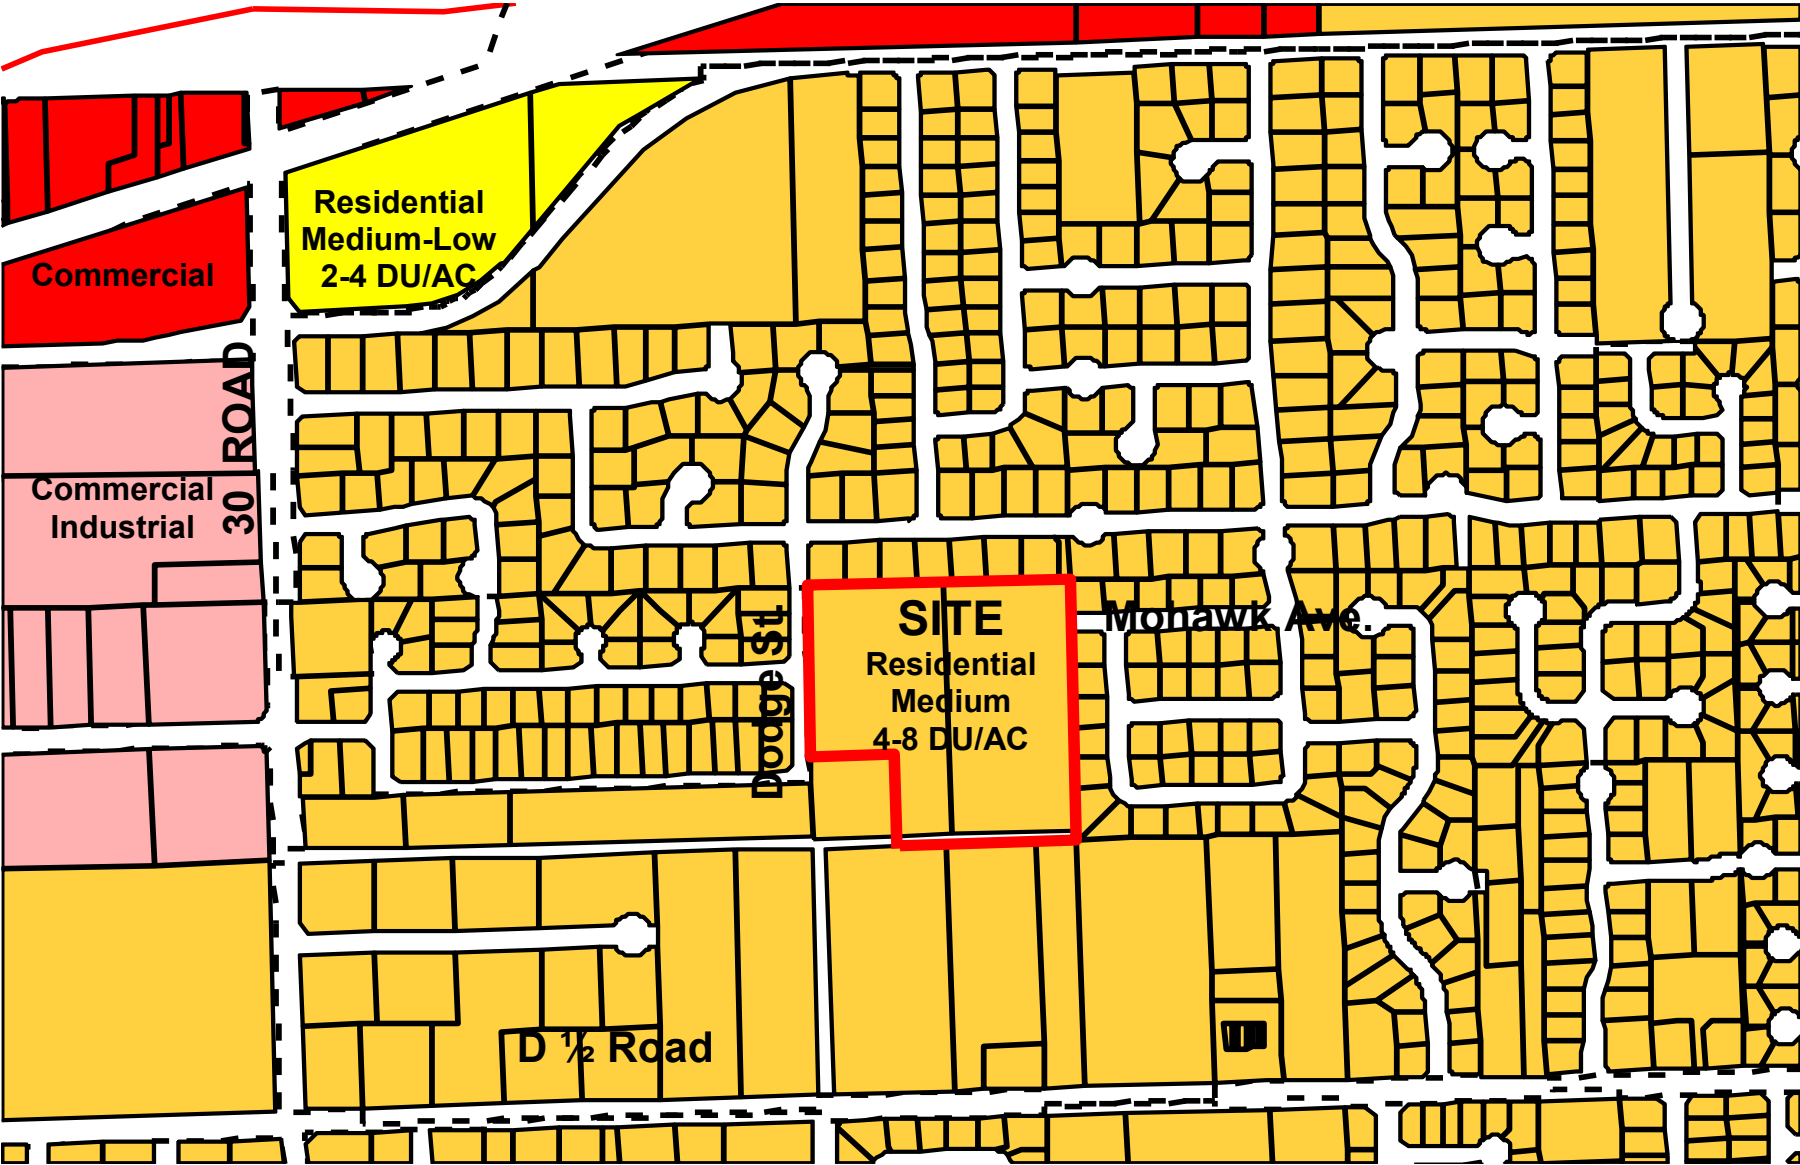 Residential
Medium-Low
2-4 DU/AC
Commercial
30 ROAD
Commercial
Industrial
SITE
Residential
Medium
4-8 DU/AC
Mohawk Ave.
Dodge St.
D ½ Road